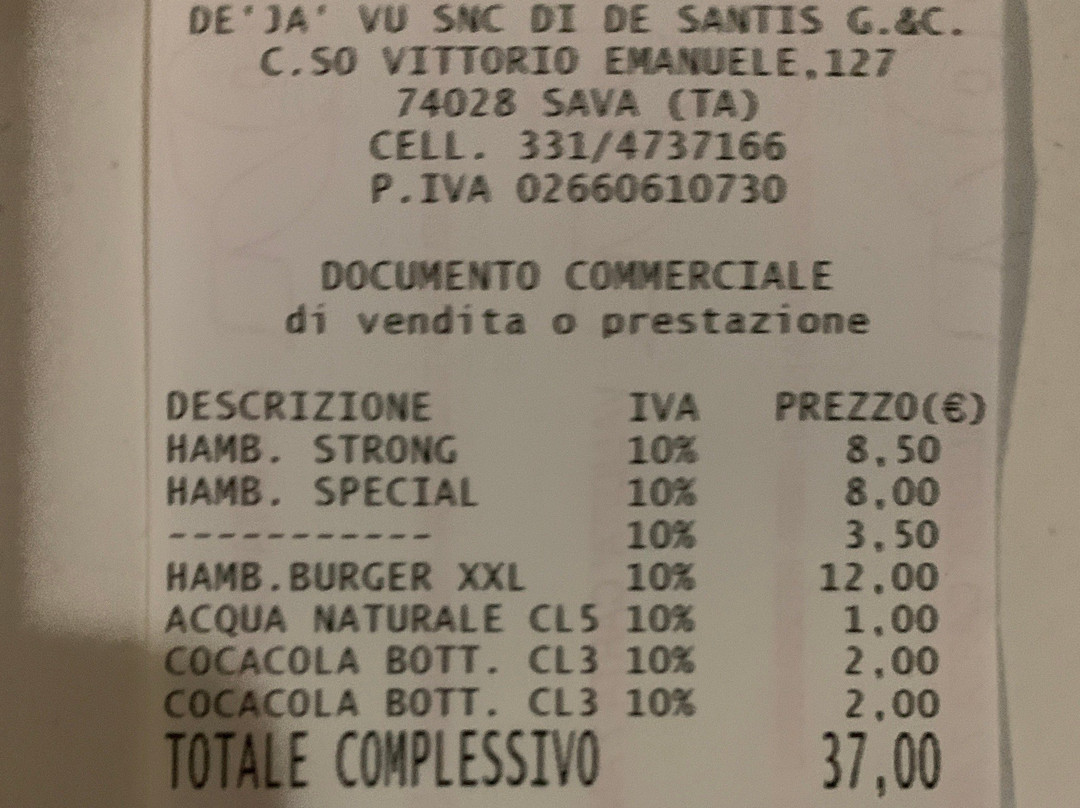 DE'JA' VU SNC DI DE SANTIS G.&C.
C.SO VITTORIO EMANUELE,127
74028 SAVA (TA)
CELL. 331/4737166
P.IVA 02660610730
DOCUMENTO COMMERCIALE
di vendita o prestazione
DESCRIZIONE IVA PREZZO(€)
HAMB. STRONG 10% 8,50
HAMB. SPECIAL 10% 8,00
----------- 10% 3,50
HAMB.BURGER XXL 10% 12,00
ACQUA NATURALE CL5 10% 1,00
COCACOLA BOTT. CL3 10% 2,00
COCACOLA BOTT. CL3 10% 2,00
TOTALE COMPLESSIVO 37,00